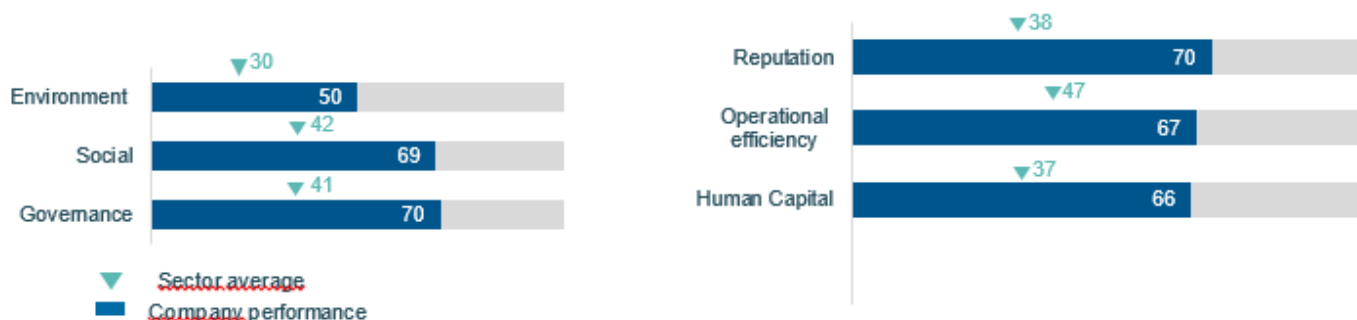 30
Environment 50
42
Social 69
41
Governance 70
Sector average
Company performance
38
Reputation 70
47
Operational
efficiency 67
37
Human Capital 66